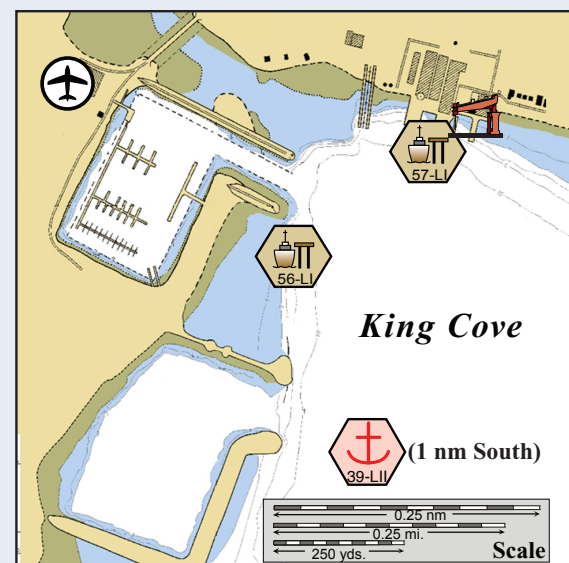 57-LI
56-LI
King Cove
39-LII
(1 nm South)
0.25 nm
0.25 mi.
250 yds.
Scale